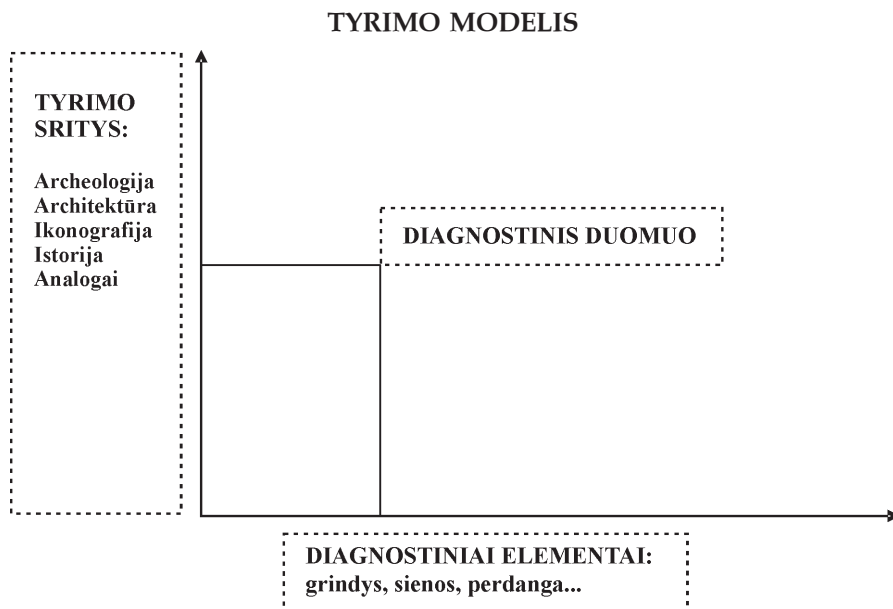 TYRIMO MODELIS
TYRIMO
SRITYS:
Archeologija
Architektūra
Ikonografija
Istorija
Analogai
DIAGNOSTINIS DUOMUO
DIAGNOSTINIAI ELEMENTAI:
grindys, sienos, perdanga...